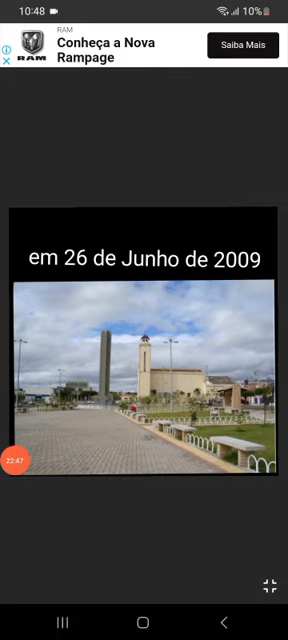 10:48
10%
RAM
Conheça a Nova
Rampage
Saiba Mais
RAM
em 26 de Junho de 2009
22:47